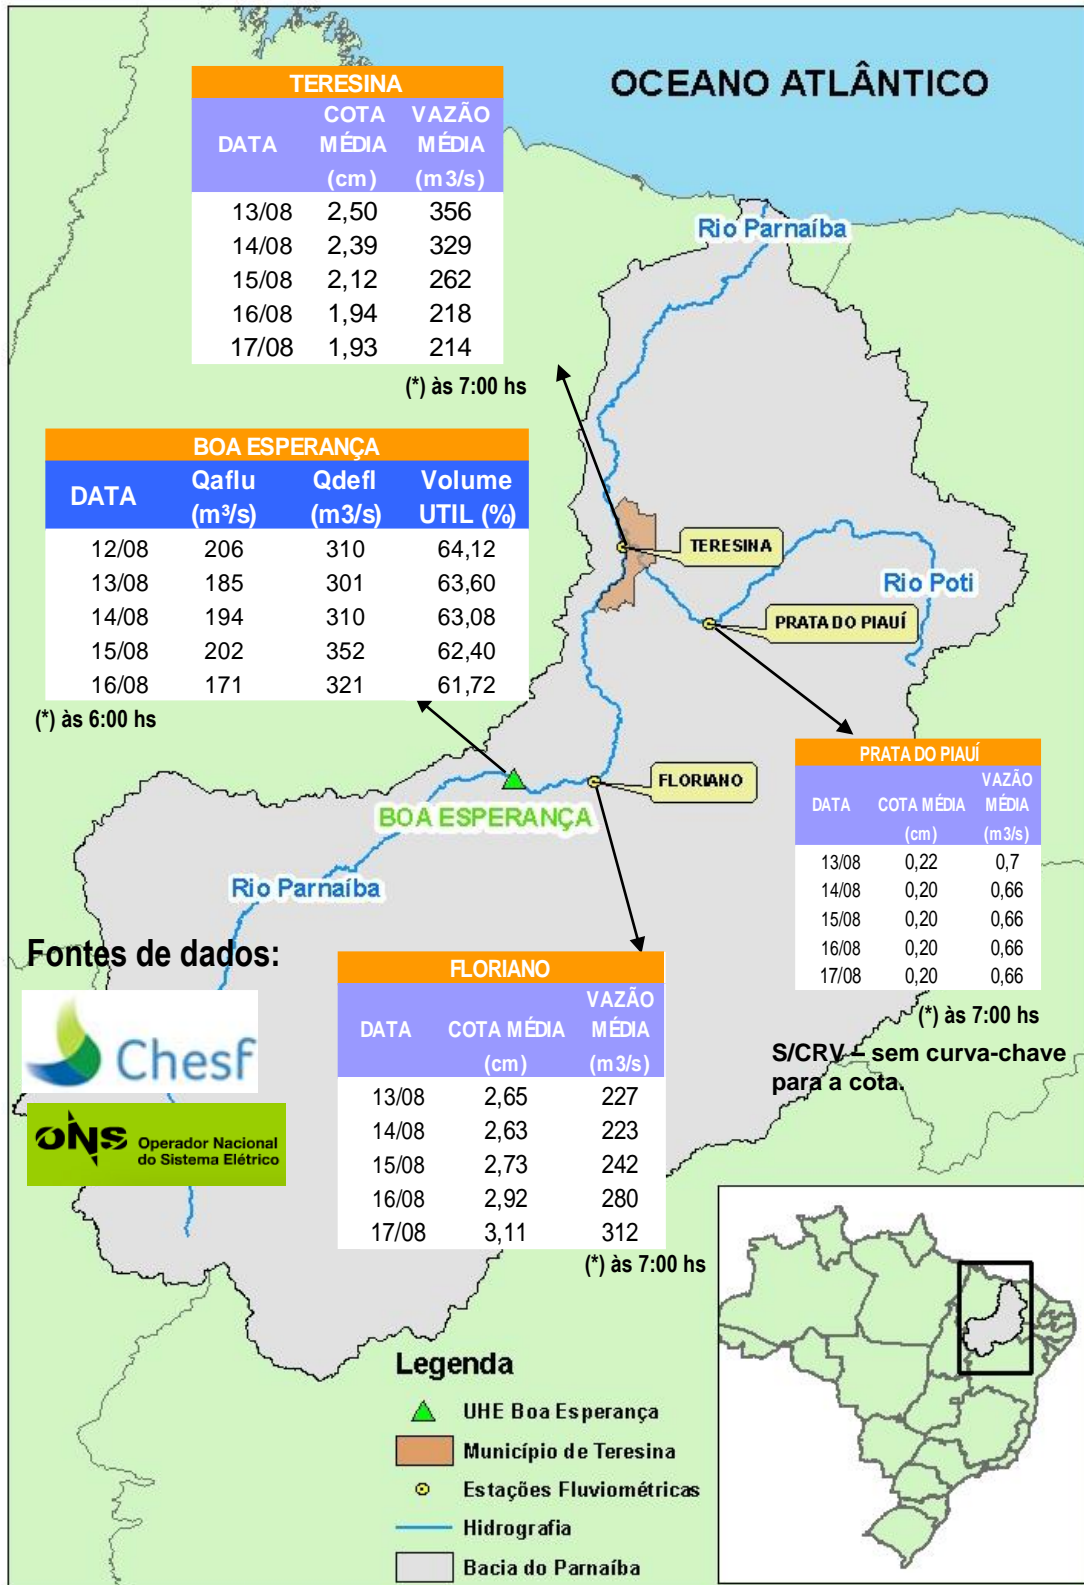 OCEANO ATLÂNTICO
TERESINA
DATA COTA MÉDIA (cm) VAZÃO MÉDIA (m3/s)
13/08 2,50 356
14/08 2,39 329
15/08 2,12 262
16/08 1,94 218
17/08 1,93 214
(*) às 7:00 hs
Rio Parnaíba
BOA ESPERANÇA
DATA Qaflu (m³/s) Qdefl (m3/s) Volume UTIL (%)
12/08 206 310 64,12
13/08 185 301 63,60
14/08 194 310 63,08
15/08 202 352 62,40
16/08 171 321 61,72
(*) às 6:00 hs
TERESINA
Rio Poti
PRATA DO PIAUÍ
FLORIANO
BOA ESPERANÇA
Rio Parnaíba
PRATA DO PIAUÍ
DATA COTA MÉDIA (cm) VAZÃO MÉDIA (m3/s)
13/08 0,22 0,7
14/08 0,20 0,66
15/08 0,20 0,66
16/08 0,20 0,66
17/08 0,20 0,66
(*) às 7:00 hs
S/CRV – sem curva-chave
para a cota.
Fontes de dados:
Chesf
ONS Operador Nacional
do Sistema Elétrico
FLORIANO
DATA COTA MÉDIA (cm) VAZÃO MÉDIA (m3/s)
13/08 2,65 227
14/08 2,63 223
15/08 2,73 242
16/08 2,92 280
17/08 3,11 312
(*) às 7:00 hs
Legenda
UHE Boa Esperança
Município de Teresina
Estações Fluviométricas
Hidrografia
Bacia do Parnaíba